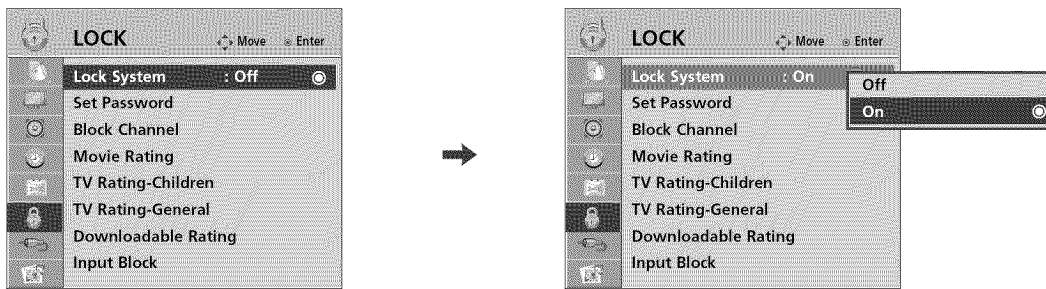 LOCK Move Enter
Lock System : Off
Set Password
Block Channel
Movie Rating
TV Rating-Children
TV Rating-General
Downloadable Rating
Input Block
LOCK Move Enter
Lock System : On
Set Password
Block Channel
Movie Rating
TV Rating-Children
TV Rating-General
Downloadable Rating
Input Block
Off
On